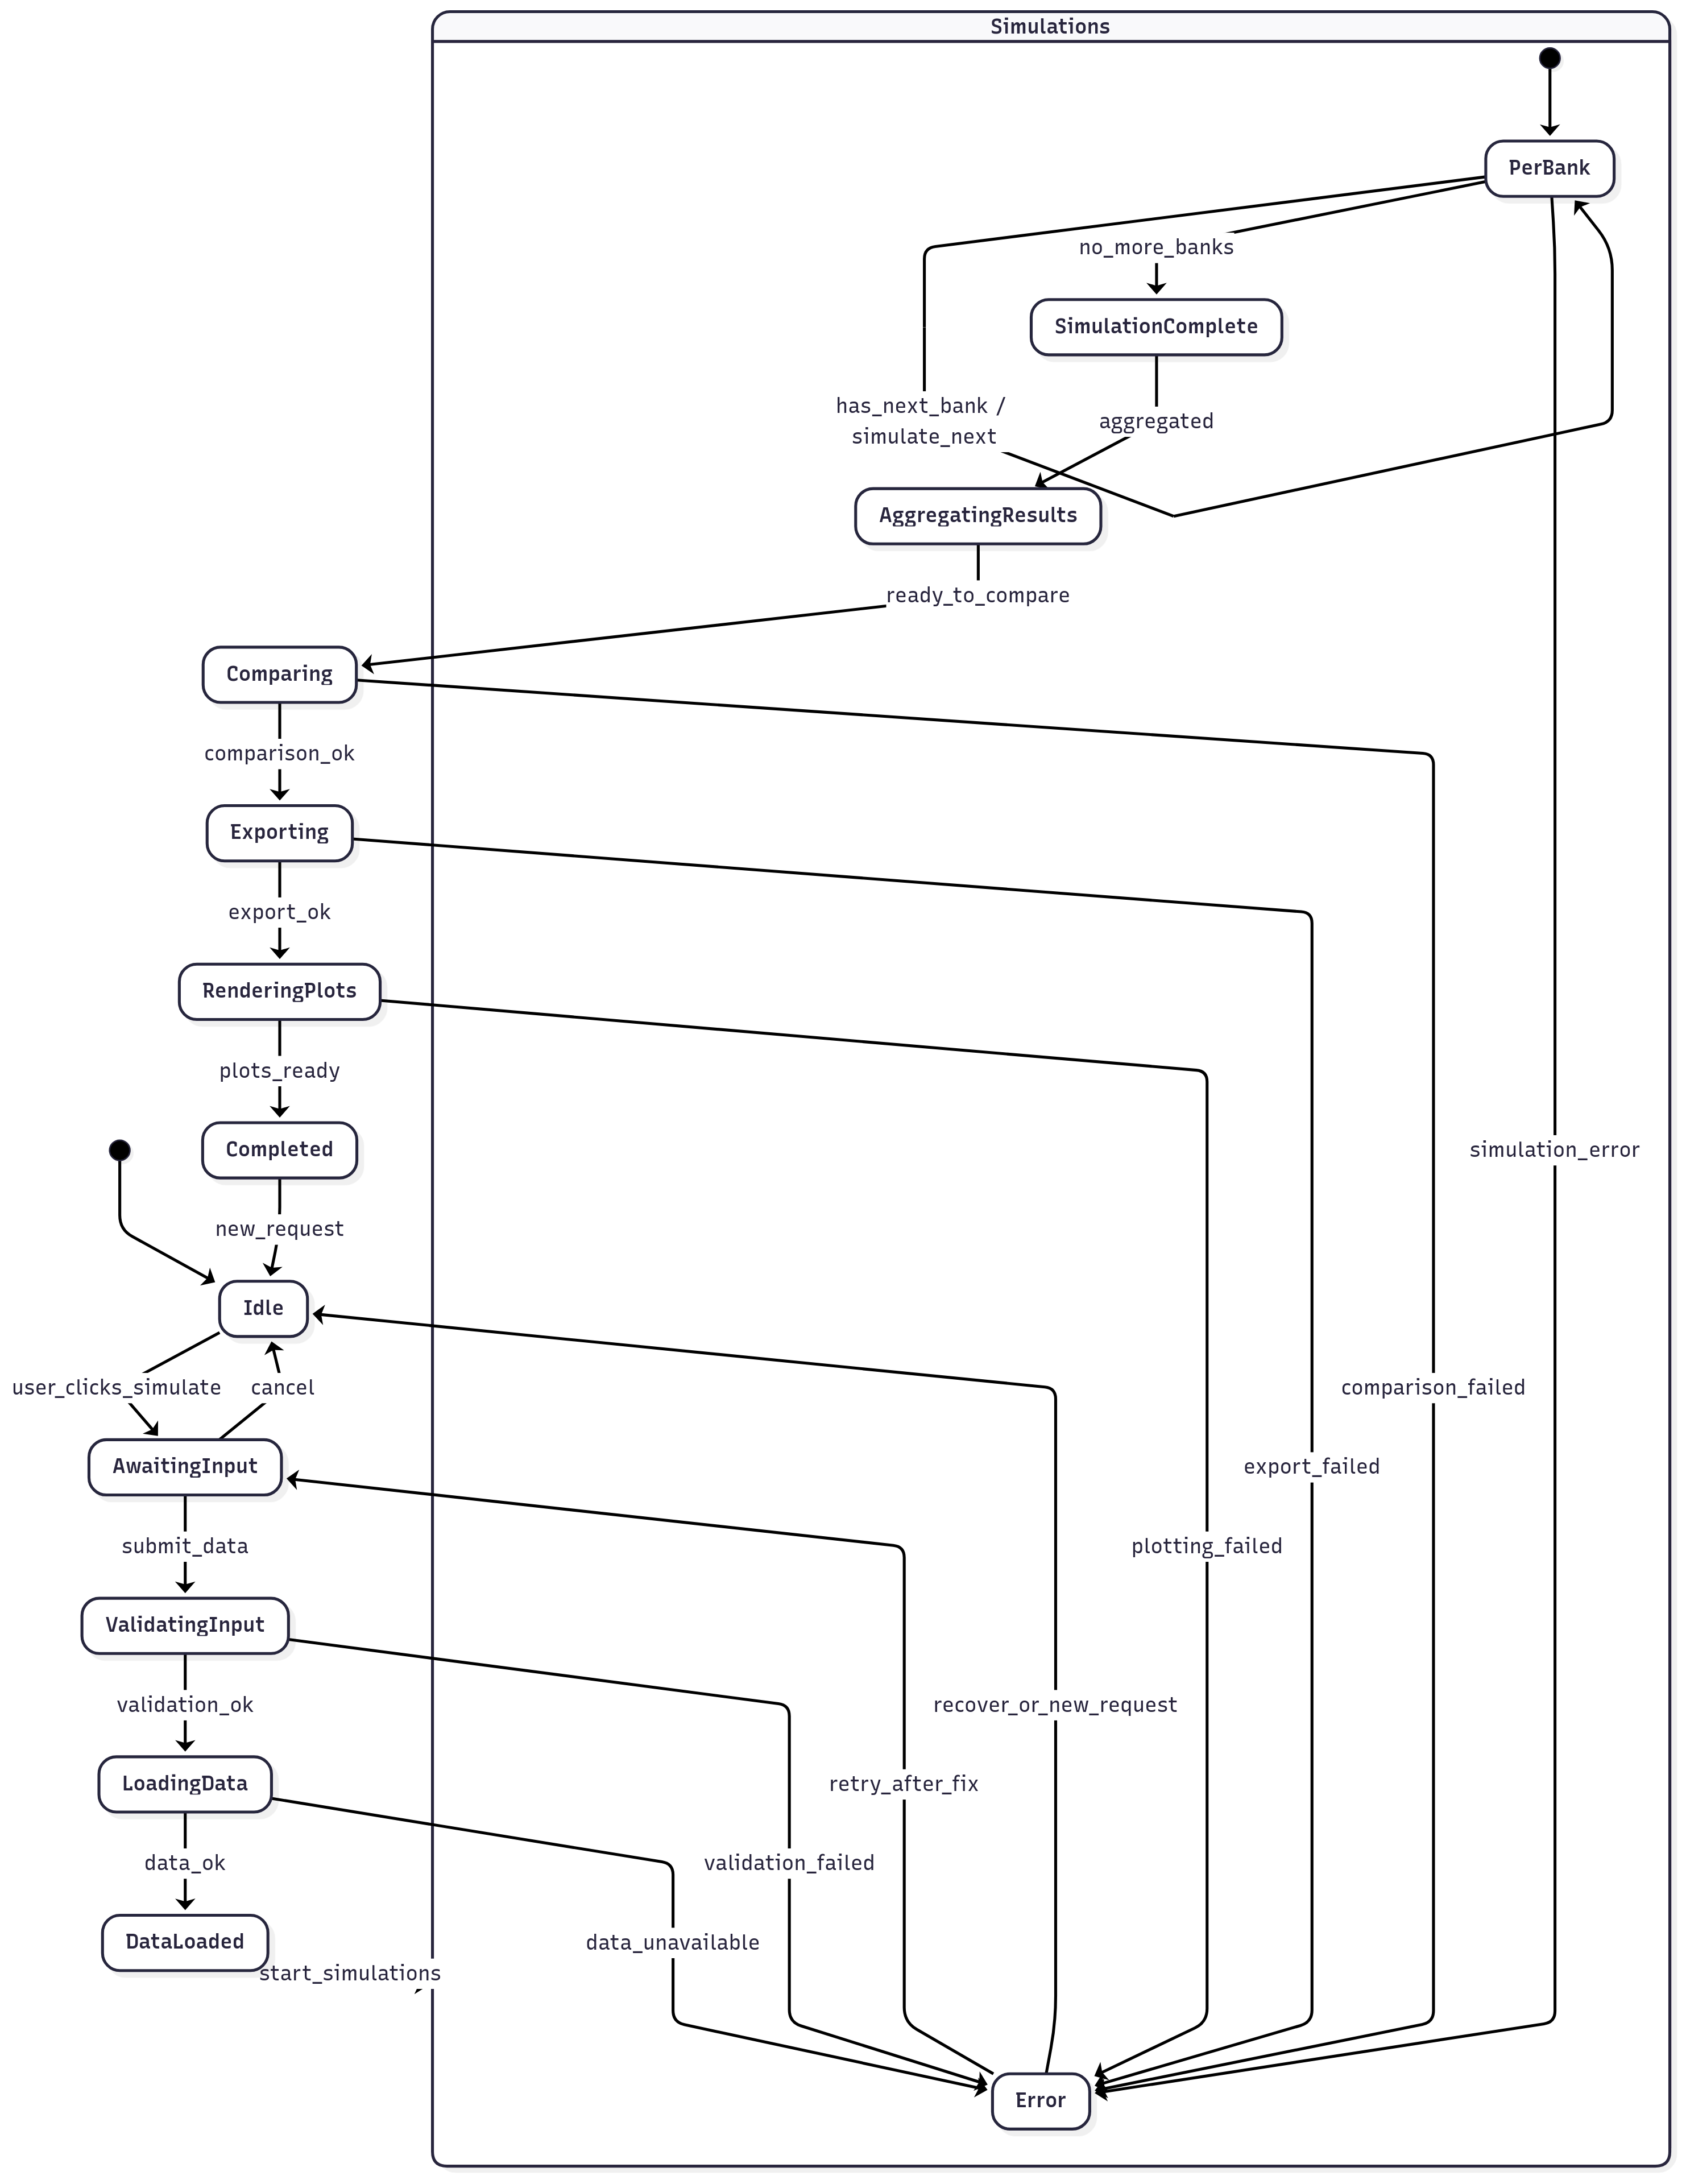 Simulations
PerBank
no_more_banks
SimulationComplete
has_next_bank /
simulate_next
aggregated
AggregatingResults
ready_to_compare
Comparing
comparison_ok
Exporting
export_ok
RenderingPlots
plots_ready
Completed
simulation_error
new_request
Idle
user_clicks_simulate
cancel
comparison_failed
AwaitingInput
export_failed
submit_data
plotting_failed
ValidatingInput
validation_ok
recover_or_new_request
LoadingData
retry_after_fix
data_ok
validation_failed
DataLoaded
data_unavailable
start_simulations
Error